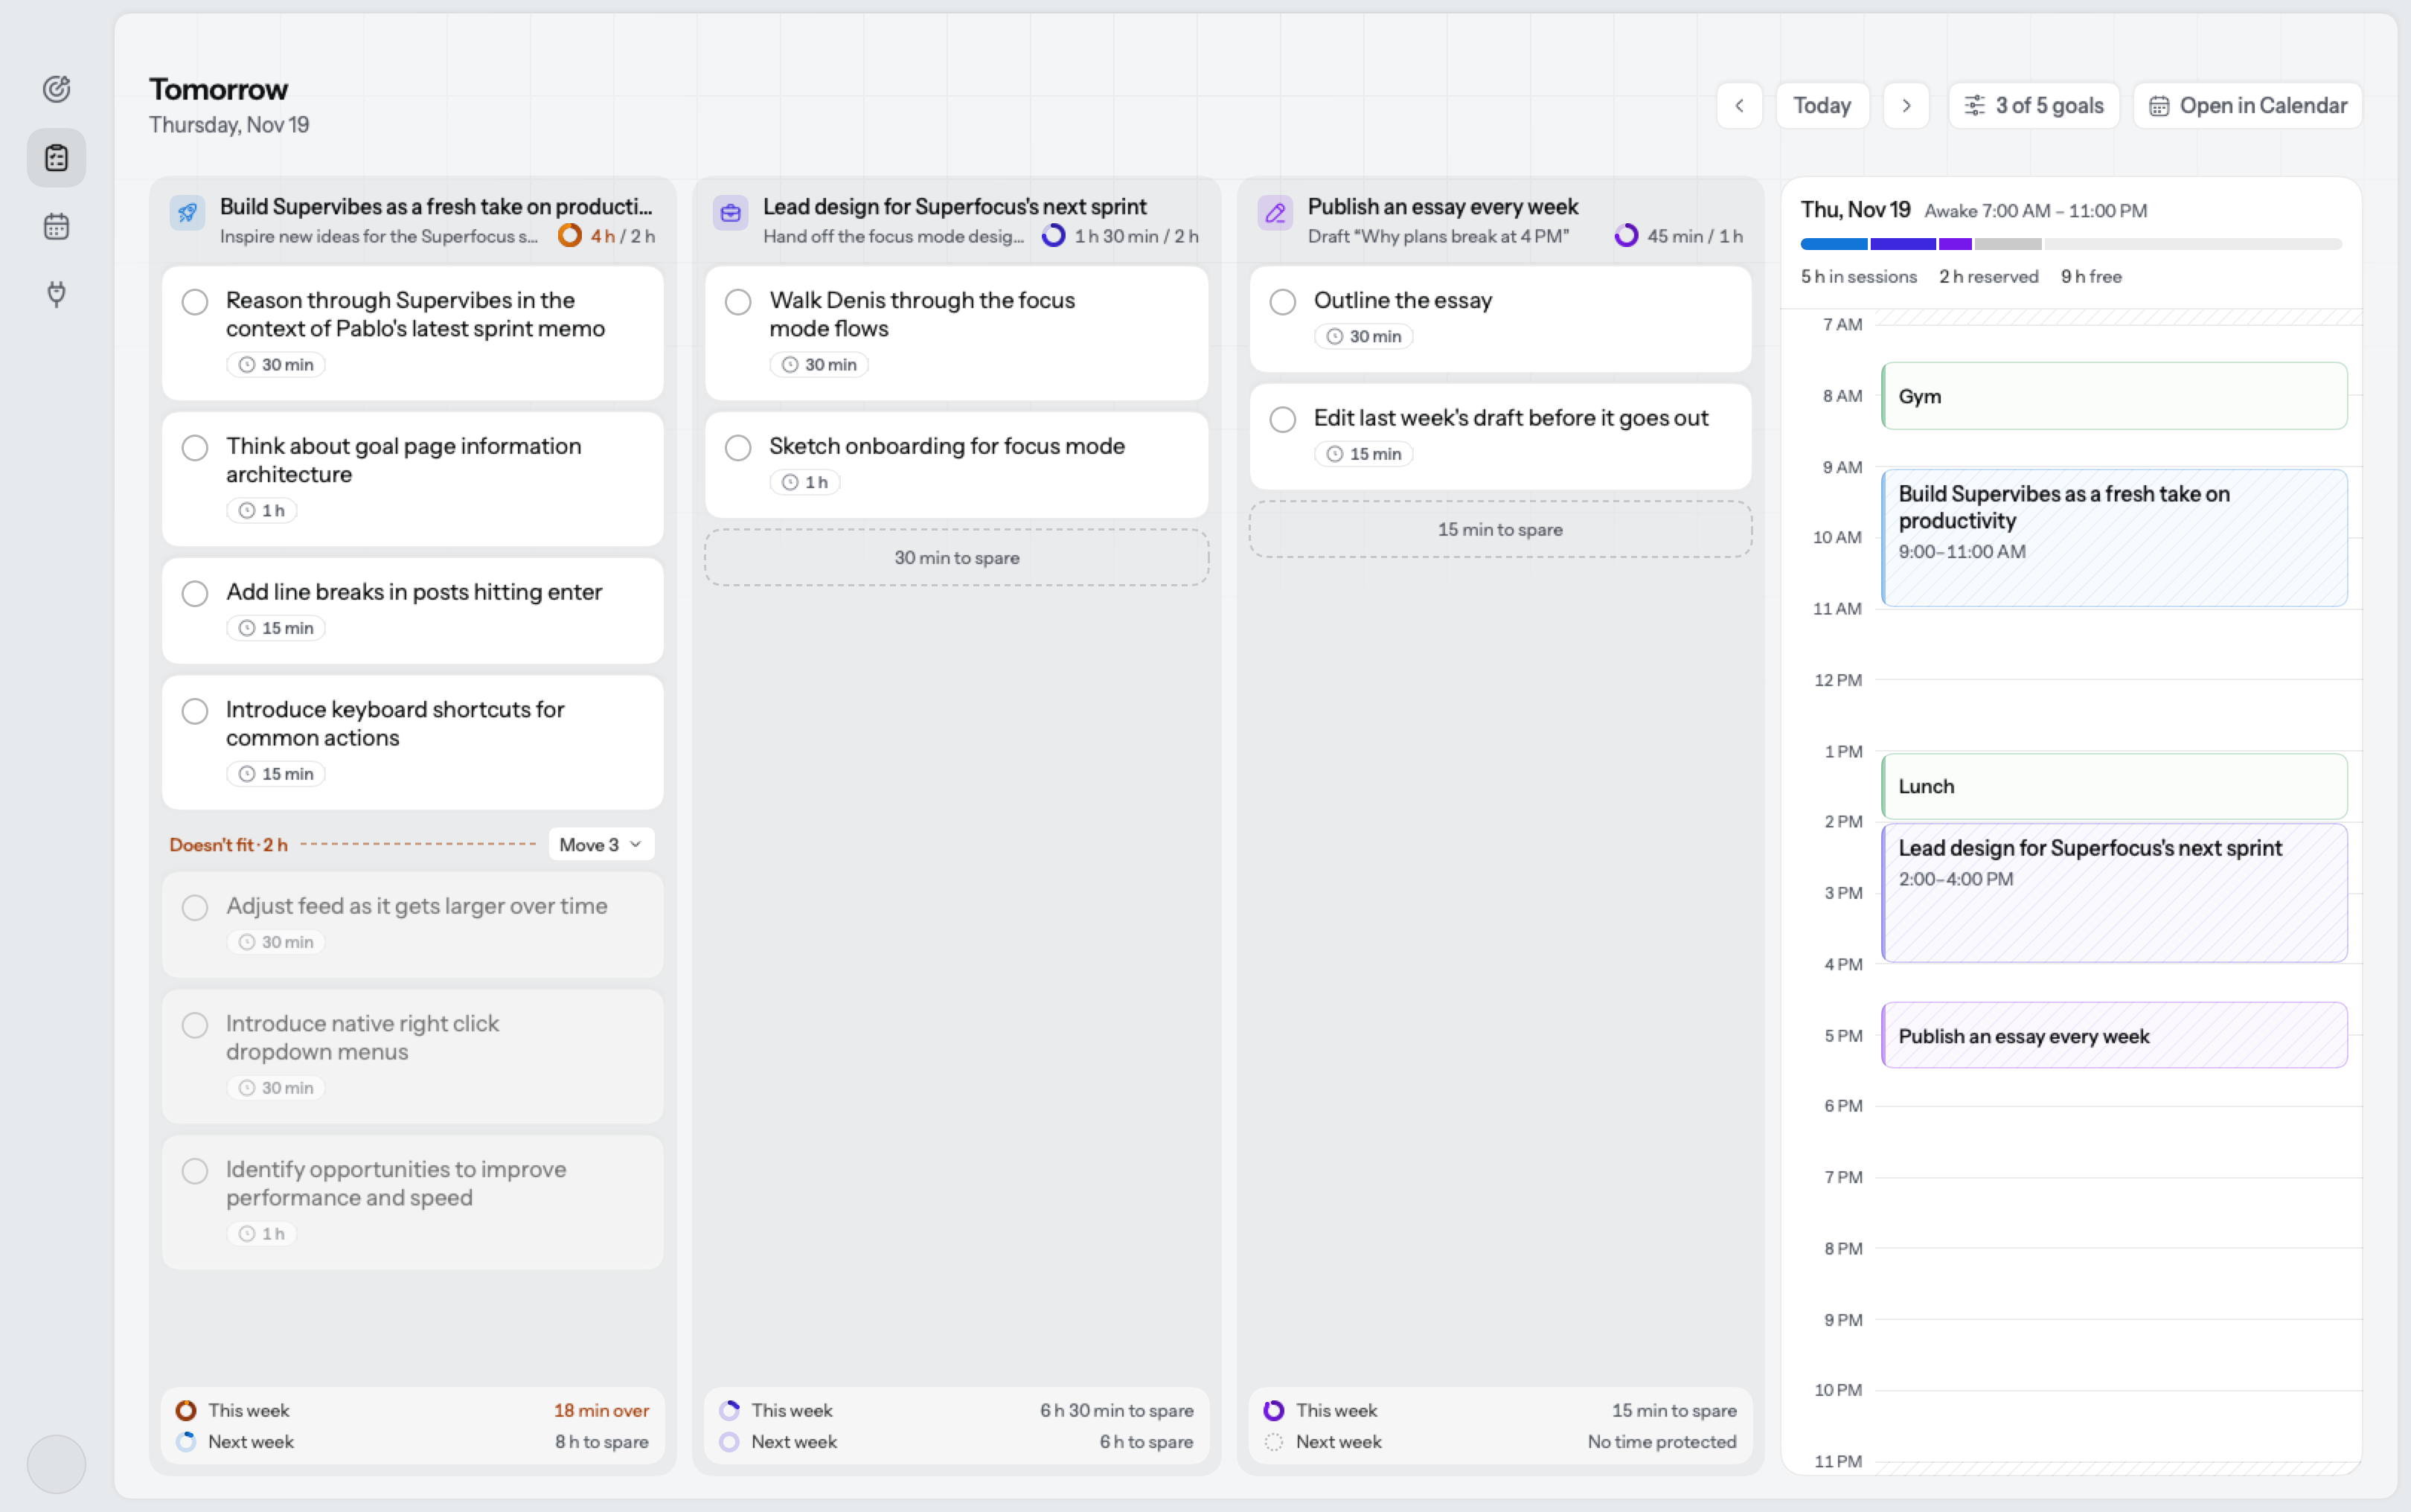 Tomorrow
Thursday, Nov 19
Today
3 of 5 goals
Open in Calendar
Build Supervibes as a fresh take on producti...
Inspire new ideas for the Superfocus s...
4 h / 2 h
Reason through Supervibes in the
context of Pablo's latest sprint memo
30 min
Think about goal page information
architecture
1 h
Add line breaks in posts hitting enter
15 min
Introduce keyboard shortcuts for
common actions
15 min
Doesn't fit · 2 h
Move 3
Adjust feed as it gets larger over time
30 min
Introduce native right click
dropdown menus
30 min
Identify opportunities to improve
performance and speed
1 h
This week
18 min over
Next week
8 h to spare
Lead design for Superfocus's next sprint
Hand off the focus mode desig...
1 h 30 min / 2 h
Walk Denis through the focus
mode flows
30 min
Sketch onboarding for focus mode
1 h
30 min to spare
This week
6 h 30 min to spare
Next week
6 h to spare
Publish an essay every week
Draft “Why plans break at 4 PM”
45 min / 1 h
Outline the essay
30 min
Edit last week's draft before it goes out
15 min
15 min to spare
This week
15 min to spare
Next week
No time protected
Thu, Nov 19
Awake 7:00 AM – 11:00 PM
5 h in sessions
2 h reserved
9 h free
7 AM
8 AM
Gym
9 AM
Build Supervibes as a fresh take on
productivity
10 AM
9:00–11:00 AM
11 AM
12 PM
1 PM
Lunch
2 PM
Lead design for Superfocus's next sprint
2:00–4:00 PM
3 PM
4 PM
5 PM
Publish an essay every week
6 PM
7 PM
8 PM
9 PM
10 PM
11 PM